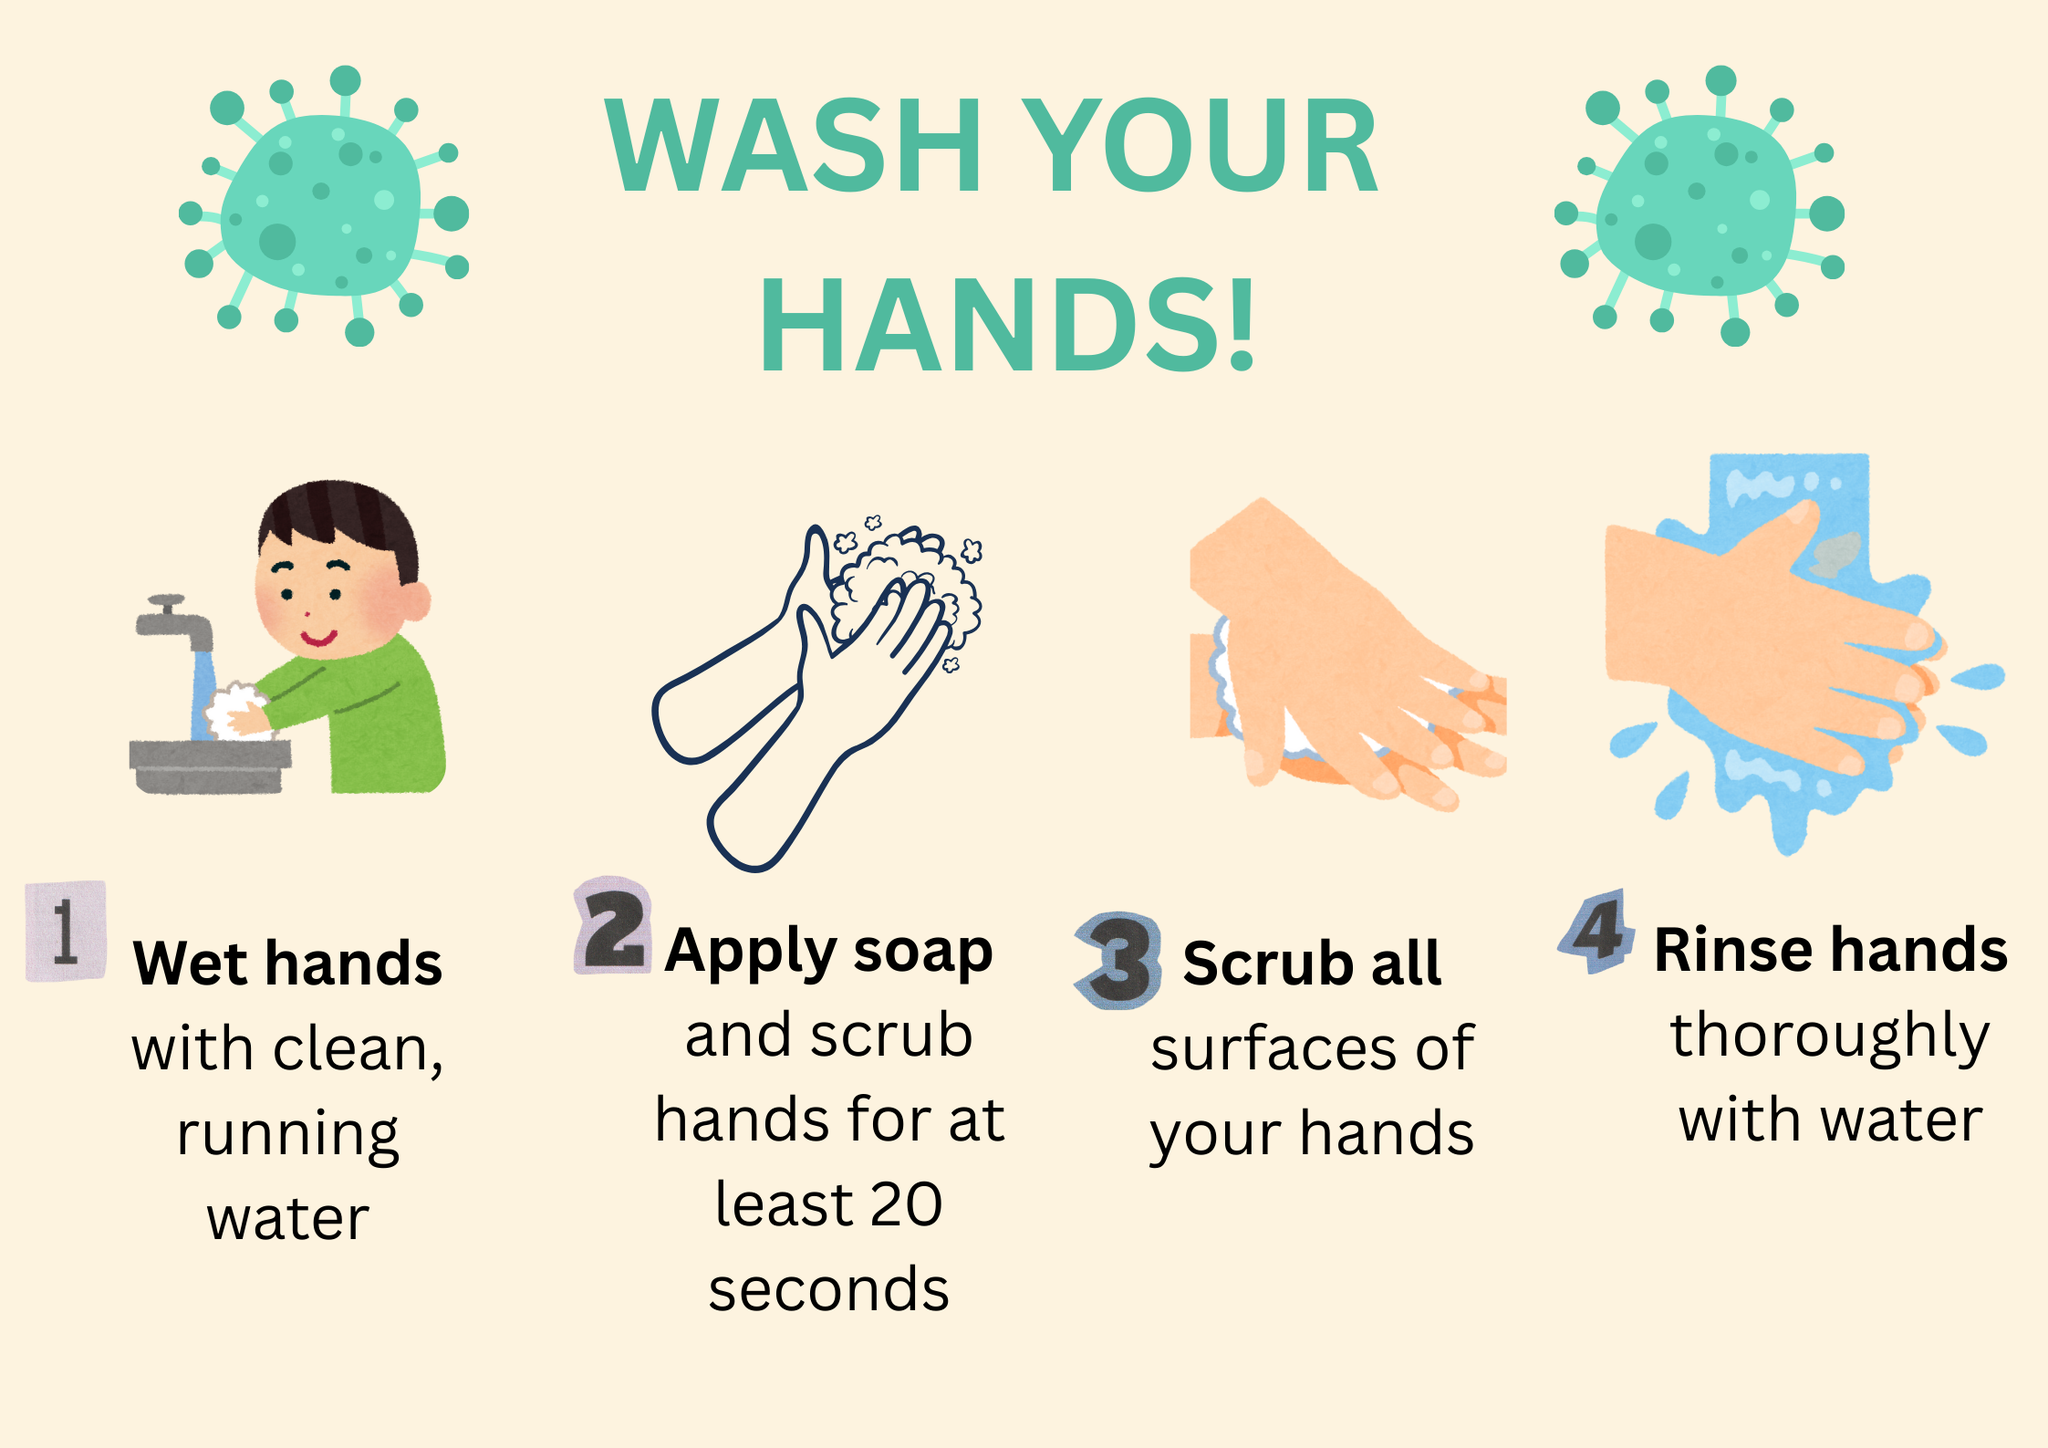 WASH YOUR
HANDS!
1
Wet hands
with clean,
running
water
2
Apply soap
and scrub
hands for at
least 20
seconds
3
Scrub all
surfaces of
your hands
4
Rinse hands
thoroughly
with water